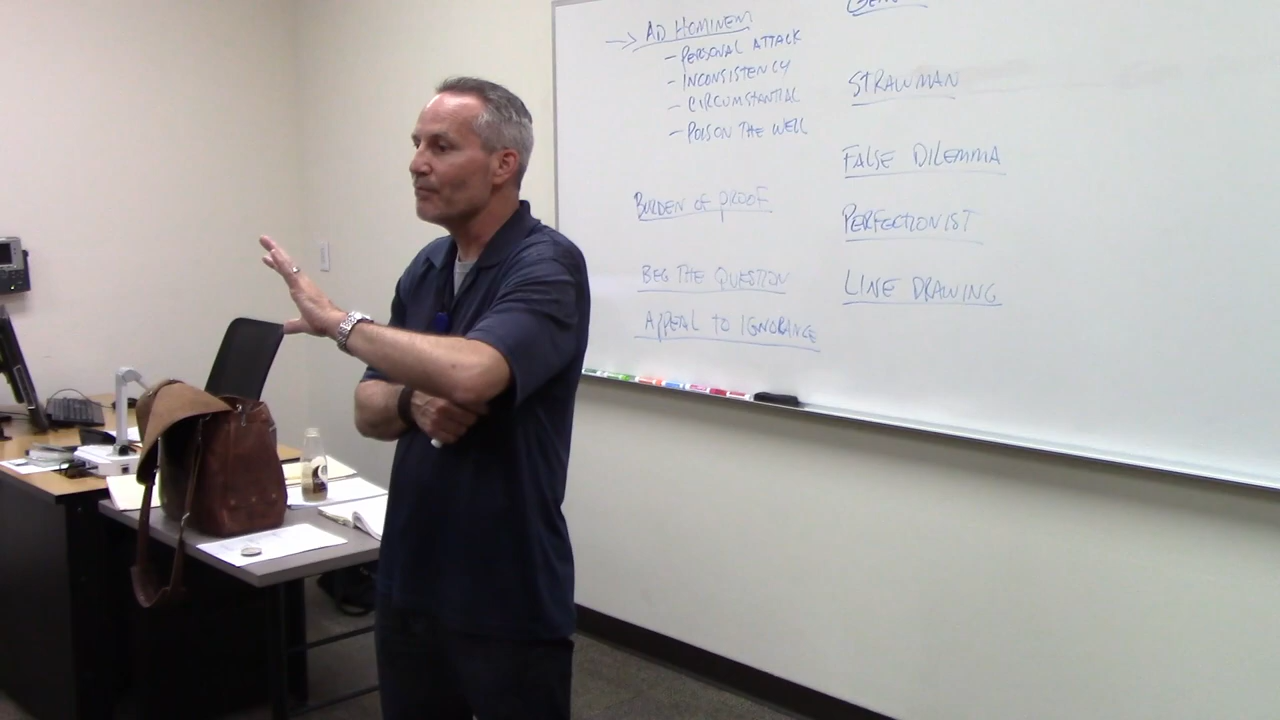 AD HOMINEM
- PERSONAL ATTACK
- INCONSISTENCY
- CIRCUMSTANTIAL
- POISON THE WELL
BURDEN OF PROOF
BEG THE QUESTION
APPEAL TO IGNORANCE
STRAWMAN
FALSE DILEMMA
PERFECTIONIST
LINE DRAWING